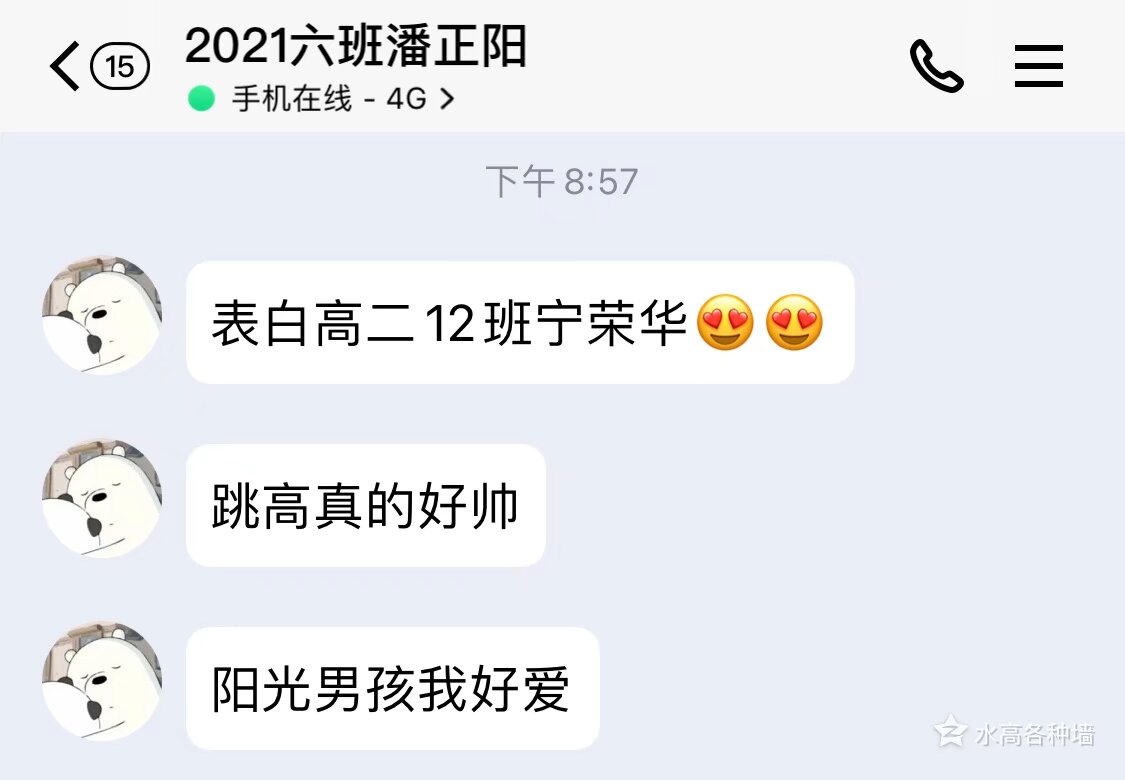 15
2021六班潘正阳
手机在线 - 4G
下午 8:57
表白高二12班宁荣华😍😍
跳高真的好帅
阳光男孩我好爱
水高各种墙